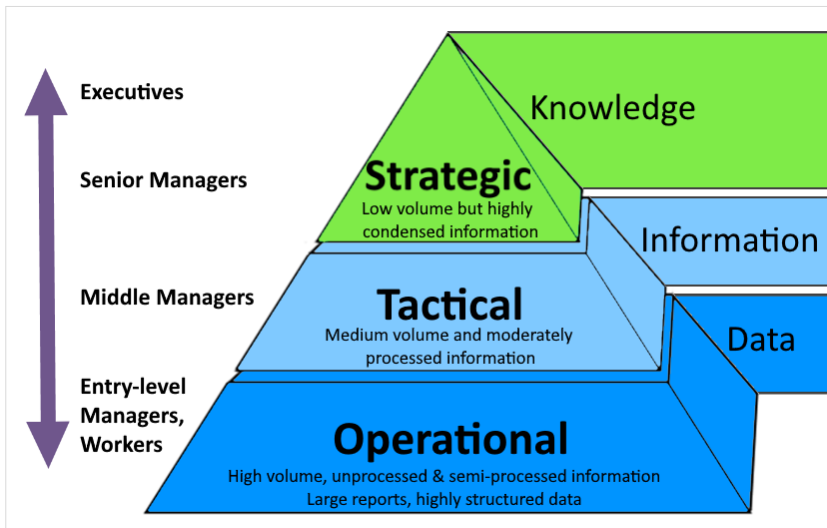 Executives
Senior Managers
Middle Managers
Entry-level
Managers,
Workers
Strategic
Low volume but highly
condensed information
Tactical
Medium volume and moderately
processed information
Operational
High volume, unprocessed & semi-processed information
Large reports, highly structured data
Knowledge
Information
Data